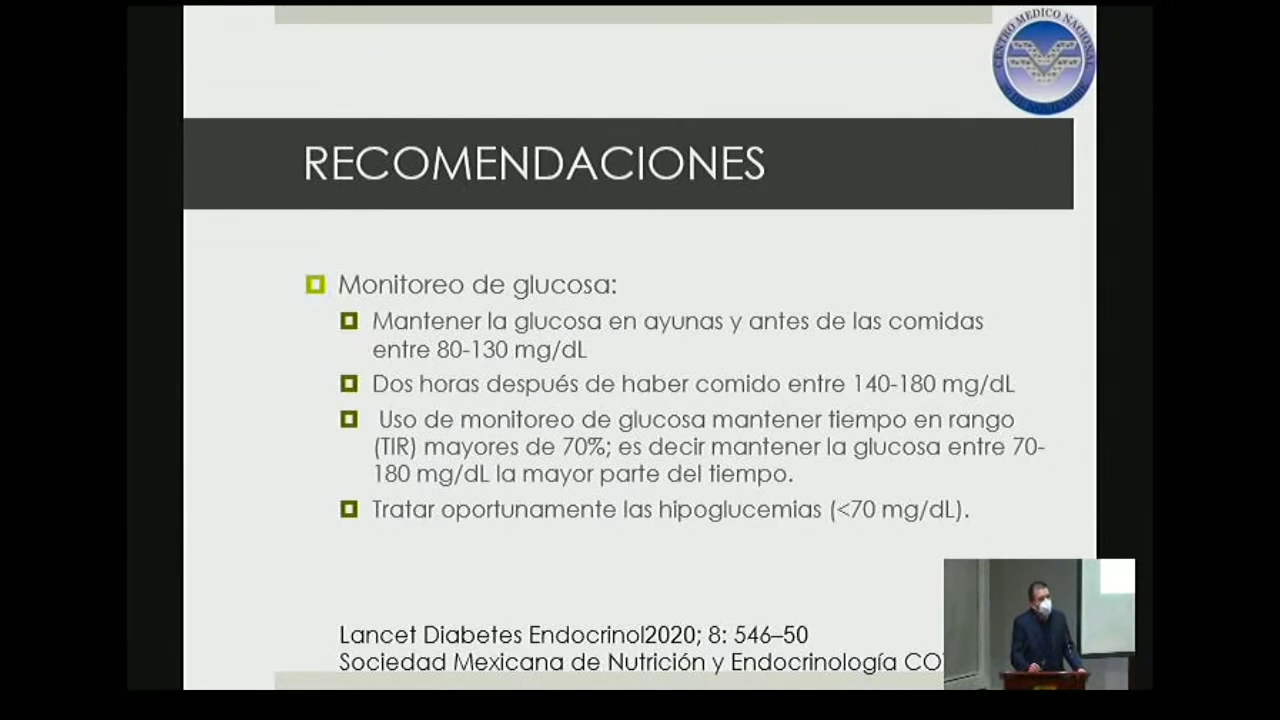 CENTRO MEDICO NACIONAL
RECOMENDACIONES
Monitoreo de glucosa:
Mantener la glucosa en ayunas y antes de las comidas
entre 80-130 mg/dL
Dos horas después de haber comido entre 140-180 mg/dL
Uso de monitoreo de glucosa mantener tiempo en rango
(TIR) mayores de 70%; es decir mantener la glucosa entre 70-
180 mg/dL la mayor parte del tiempo.
Tratar oportunamente las hipoglucemias (<70 mg/dL).
Lancet Diabetes Endocrinol2020; 8: 546–50
Sociedad Mexicana de Nutrición y Endocrinología